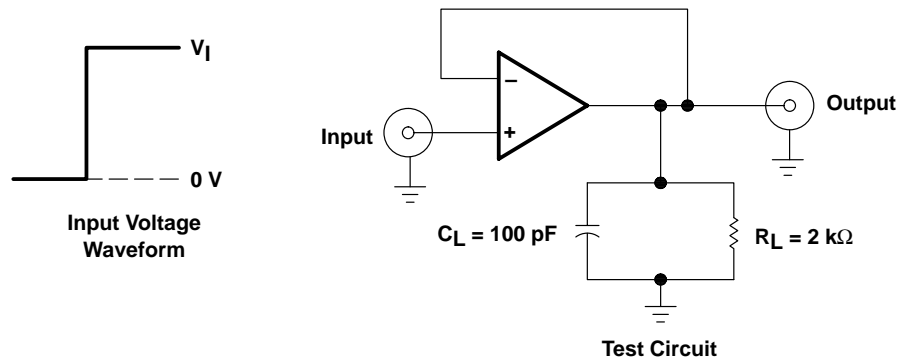 VI
0 V
Input Voltage
Waveform
Input
−
+
Output
CL = 100 pF
RL = 2 kΩ
Test Circuit